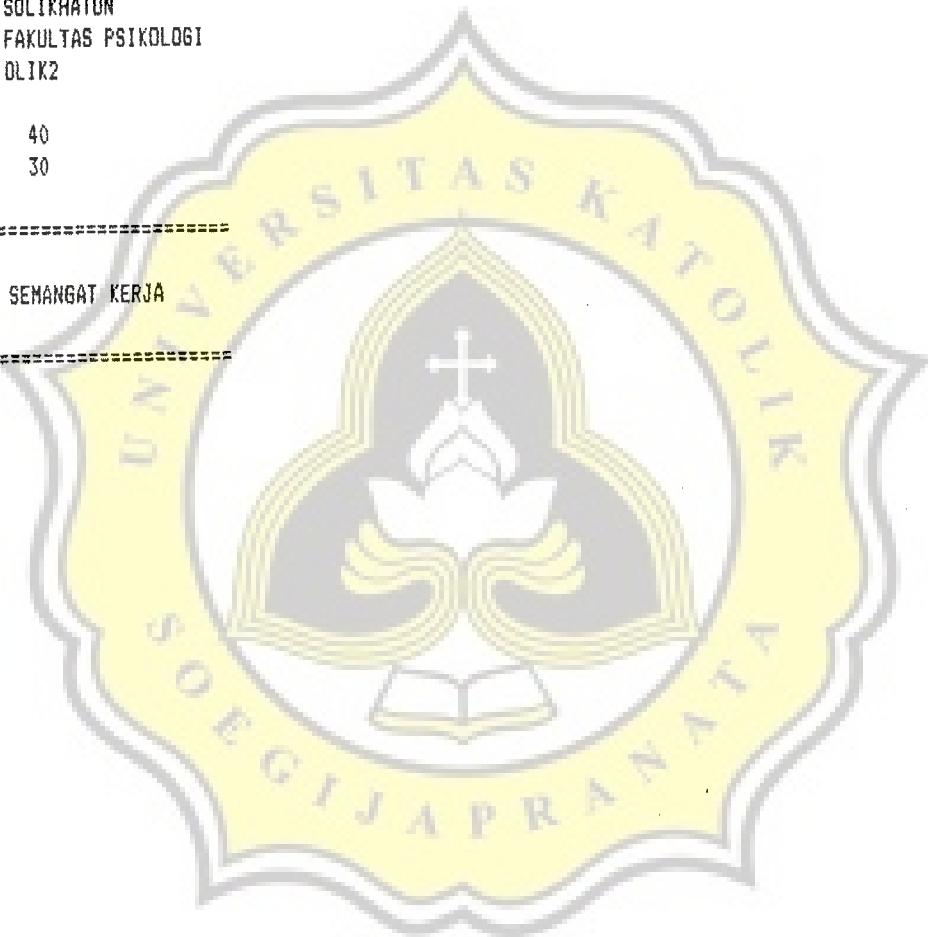 SOLIKHATUN
FAKULTAS PSIKOLOGI
OLIK2
40
30
==========================
SEMANGAT KERJA
==========================
UNIVERSITAS KATOLIK
SOEGIJAPRANATA